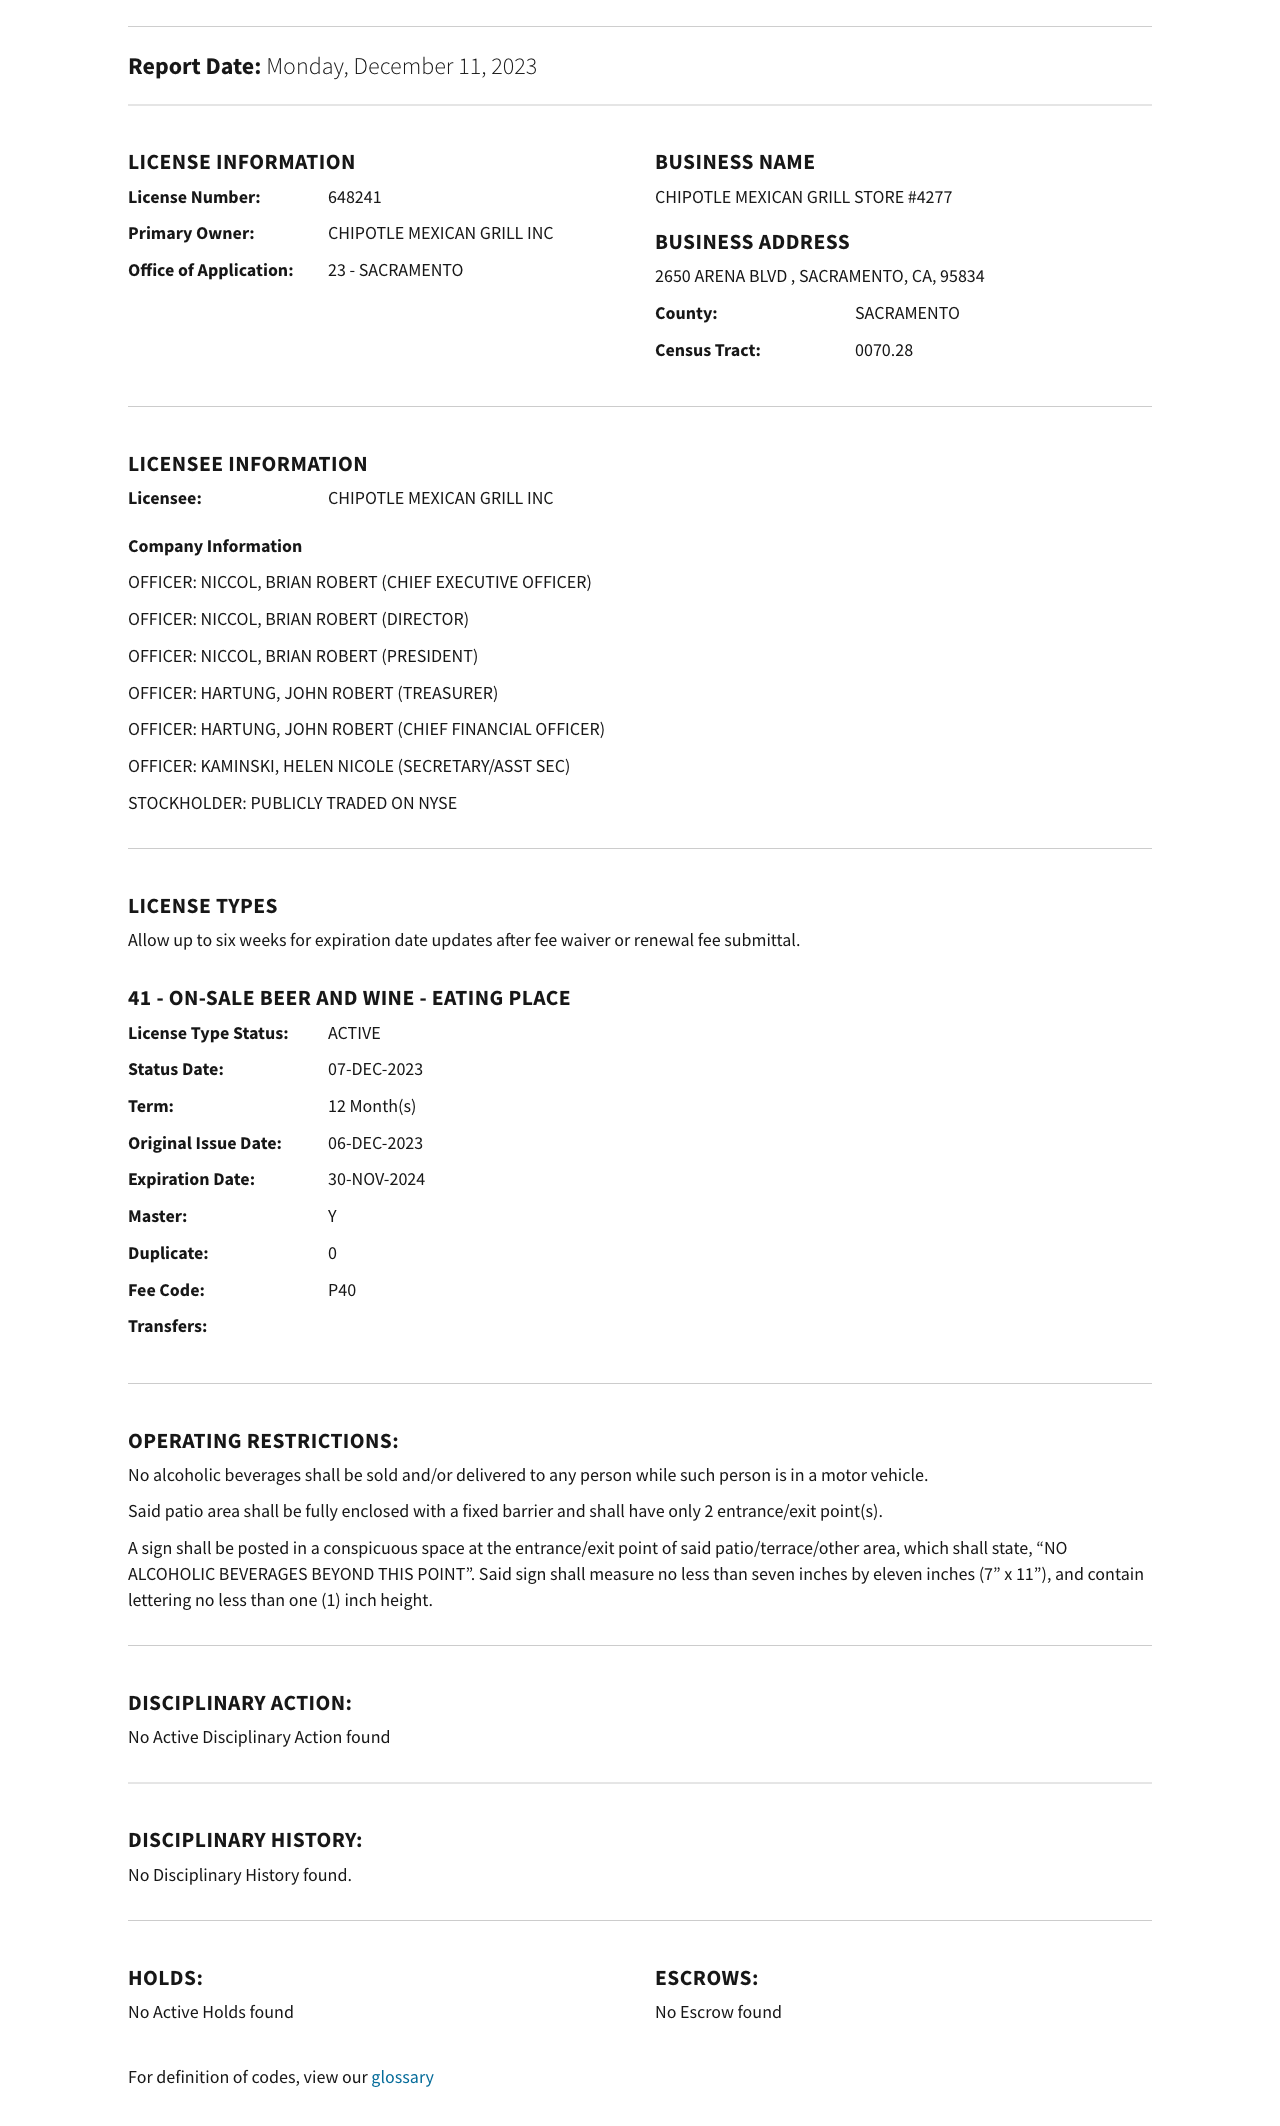 Report Date: Monday, December 11, 2023
LICENSE INFORMATION
License Number: 648241
Primary Owner: CHIPOTLE MEXICAN GRILL INC
Office of Application: 23 - SACRAMENTO
BUSINESS NAME
CHIPOTLE MEXICAN GRILL STORE #4277
BUSINESS ADDRESS
2650 ARENA BLVD , SACRAMENTO, CA, 95834
County: SACRAMENTO
Census Tract: 0070.28
LICENSEE INFORMATION
Licensee: CHIPOTLE MEXICAN GRILL INC
Company Information
OFFICER: NICCOL, BRIAN ROBERT (CHIEF EXECUTIVE OFFICER)
OFFICER: NICCOL, BRIAN ROBERT (DIRECTOR)
OFFICER: NICCOL, BRIAN ROBERT (PRESIDENT)
OFFICER: HARTUNG, JOHN ROBERT (TREASURER)
OFFICER: HARTUNG, JOHN ROBERT (CHIEF FINANCIAL OFFICER)
OFFICER: KAMINSKI, HELEN NICOLE (SECRETARY/ASST SEC)
STOCKHOLDER: PUBLICLY TRADED ON NYSE
LICENSE TYPES
Allow up to six weeks for expiration date updates after fee waiver or renewal fee submittal.
41 - ON-SALE BEER AND WINE - EATING PLACE
License Type Status: ACTIVE
Status Date: 07-DEC-2023
Term: 12 Month(s)
Original Issue Date: 06-DEC-2023
Expiration Date: 30-NOV-2024
Master: Y
Duplicate: 0
Fee Code: P40
Transfers:
OPERATING RESTRICTIONS:
No alcoholic beverages shall be sold and/or delivered to any person while such person is in a motor vehicle.
Said patio area shall be fully enclosed with a fixed barrier and shall have only 2 entrance/exit point(s).
A sign shall be posted in a conspicuous space at the entrance/exit point of said patio/terrace/other area, which shall state, “NO
ALCOHOLIC BEVERAGES BEYOND THIS POINT”. Said sign shall measure no less than seven inches by eleven inches (7” x 11”), and contain
lettering no less than one (1) inch height.
DISCIPLINARY ACTION:
No Active Disciplinary Action found
DISCIPLINARY HISTORY:
No Disciplinary History found.
HOLDS:
No Active Holds found
ESCROWS:
No Escrow found
For definition of codes, view our glossary